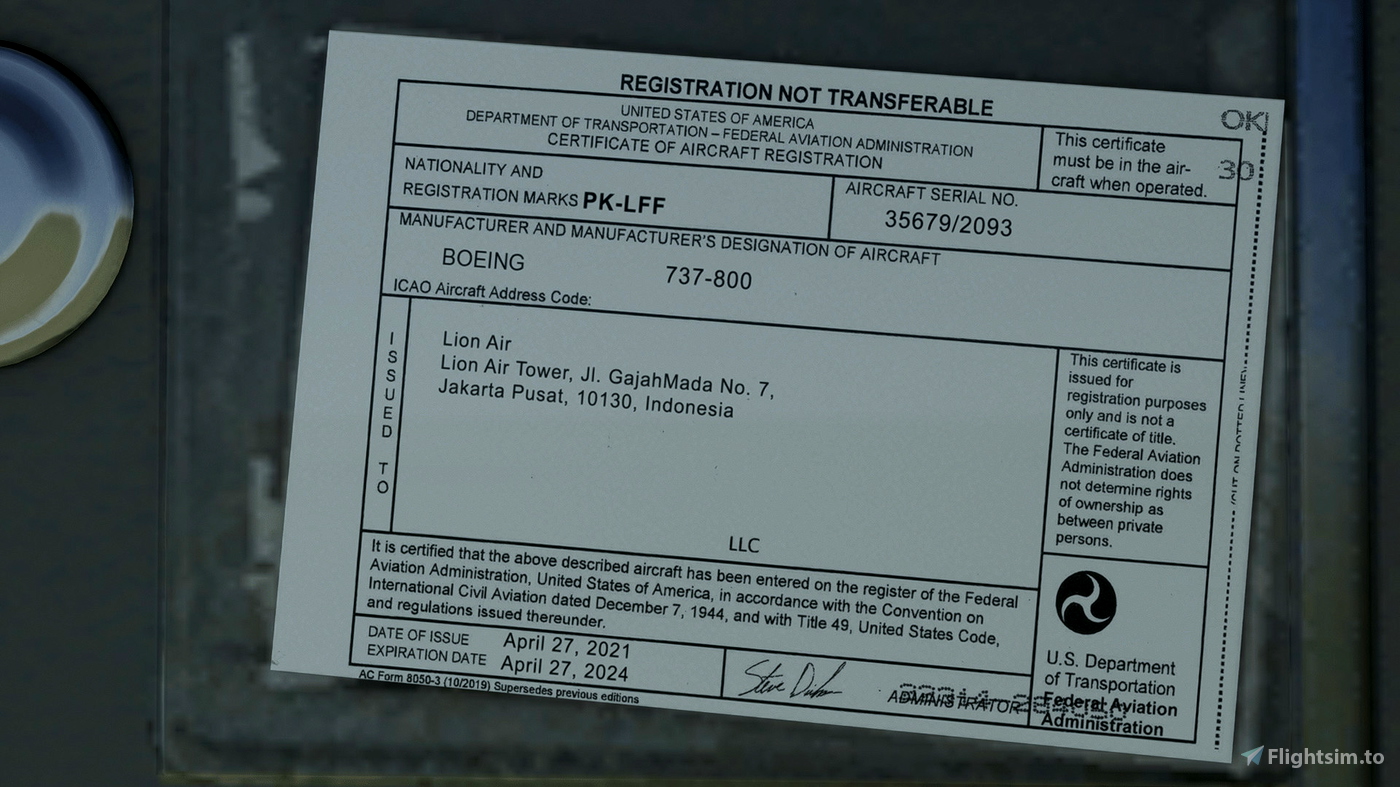 REGISTRATION NOT TRANSFERABLE
UNITED STATES OF AMERICA
DEPARTMENT OF TRANSPORTATION – FEDERAL AVIATION ADMINISTRATION
CERTIFICATE OF AIRCRAFT REGISTRATION
This certificate
must be in the air-
craft when operated.
OK
30
NATIONALITY AND
REGISTRATION MARKS PK-LFF
AIRCRAFT SERIAL NO.
35679/2093
MANUFACTURER AND MANUFACTURER'S DESIGNATION OF AIRCRAFT
BOEING 737-800
ICAO Aircraft Address Code:
ISSUED TO
Lion Air
Lion Air Tower, Jl. GajahMada No. 7,
Jakarta Pusat, 10130, Indonesia
LLC
This certificate is
issued for
registration purposes
only and is not a
certificate of title.
The Federal Aviation
Administration does
not determine rights
of ownership as
between private
persons.
It is certified that the above described aircraft has been entered on the register of the Federal
Aviation Administration, United States of America, in accordance with the Convention on
International Civil Aviation dated December 7, 1944, and with Title 49, United States Code,
and regulations issued thereunder.
DATE OF ISSUE April 27, 2021
EXPIRATION DATE April 27, 2024
ADMINISTRATOR
U.S. Department
of Transportation
Federal Aviation
Administration
AC Form 8050-3 (10/2019) Supersedes previous editions
Flightsim.to